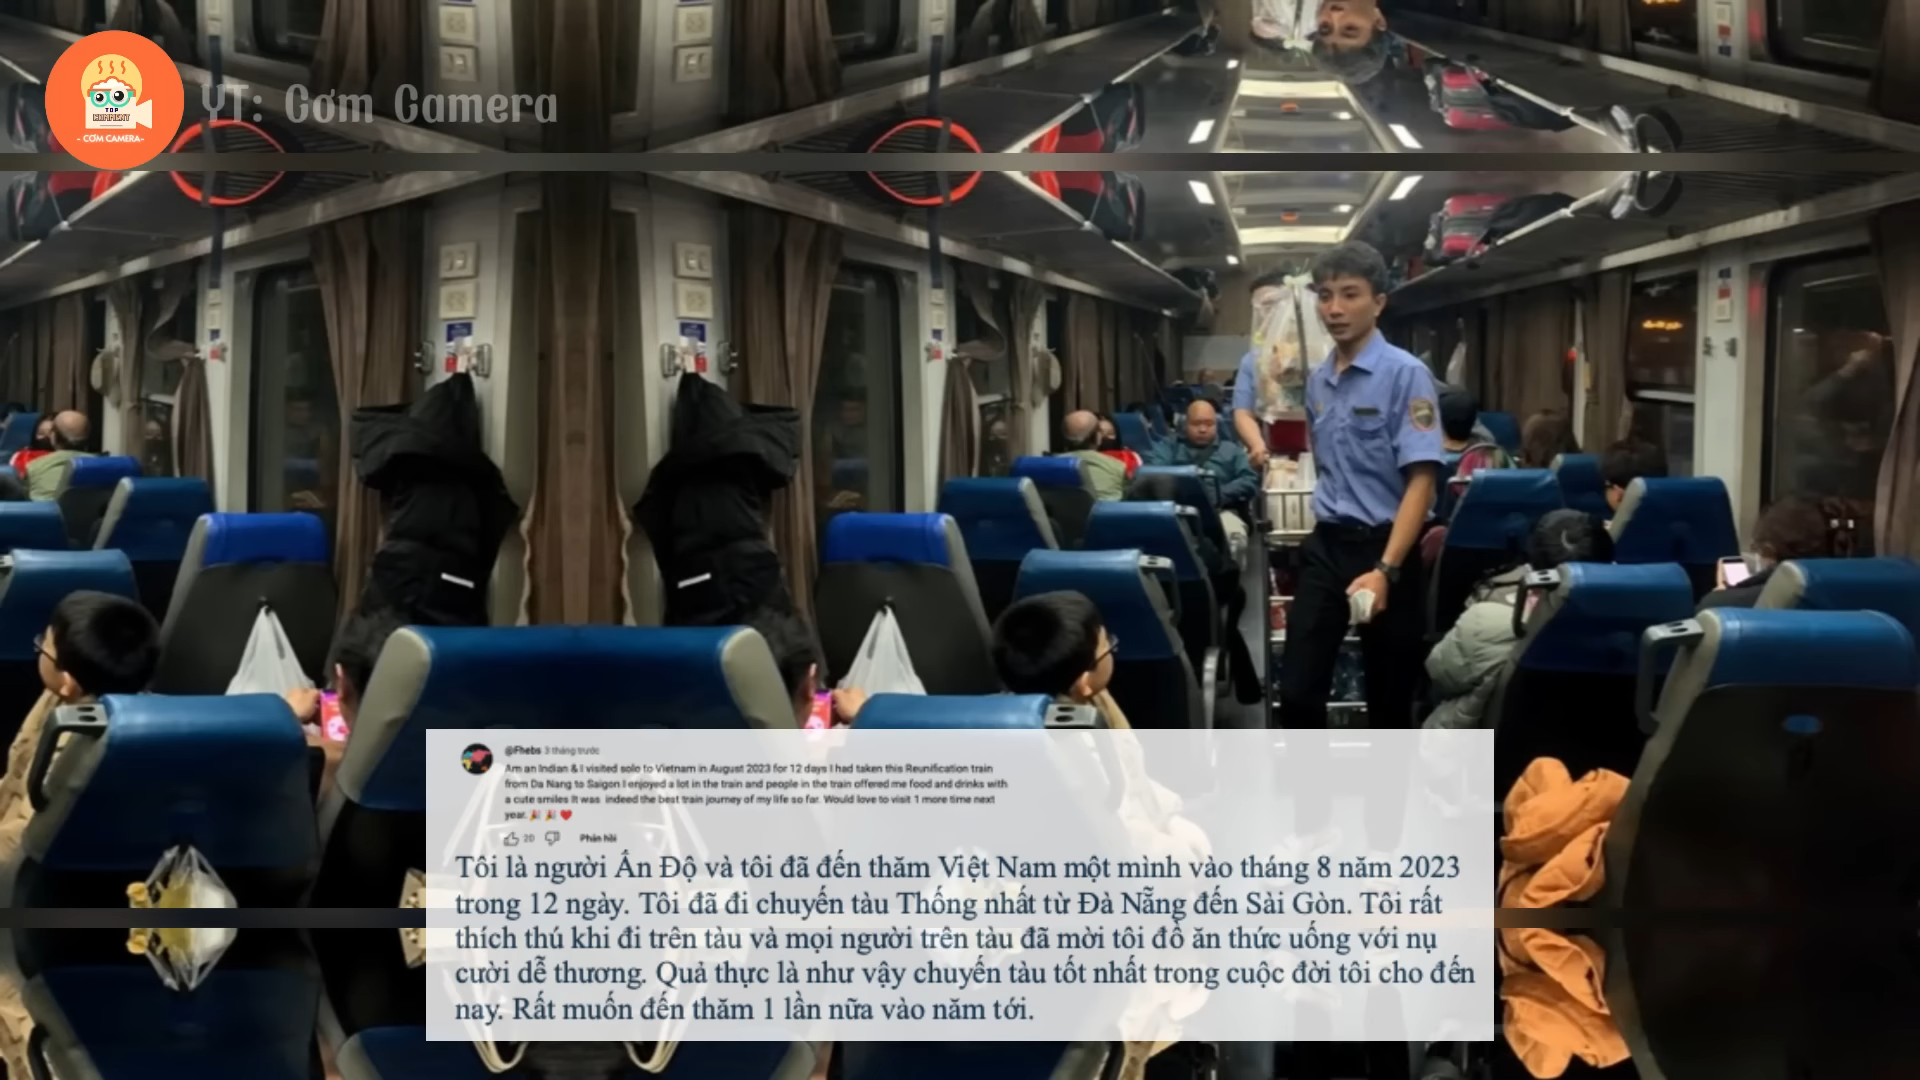 TOP
COMMENT
- CƠM CAMERA-
YT: Cơm Camera
@Fhebs 3 tháng trước
Am an Indian & I visited solo to Vietnam in August 2023 for 12 days I had taken this Reunification train
from Da Nang to Saigon I enjoyed a lot in the train and people in the train offered me food and drinks with
a cute smiles It was indeed the best train journey of my life so far. Would love to visit 1 more time next
year. 🎉 🎉 ❤️
20 Phản hồi
Tôi là người Ấn Độ và tôi đã đến thăm Việt Nam một mình vào tháng 8 năm 2023
trong 12 ngày. Tôi đã đi chuyến tàu Thống nhất từ Đà Nẵng đến Sài Gòn. Tôi rất
thích thú khi đi trên tàu và mọi người trên tàu đã mời tôi đồ ăn thức uống với nụ
cười dễ thương. Quả thực là như vậy chuyến tàu tốt nhất trong cuộc đời tôi cho đến
nay. Rất muốn đến thăm 1 lần nữa vào năm tới.